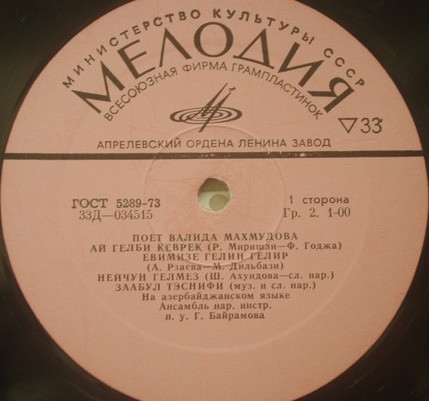 МИНИСТЕРСТВО КУЛЬТУРЫ СССР
МЕЛОДИЯ
ВСЕСОЮЗНАЯ ФИРМА ГРАМПЛАСТИНОК
▽33
АПРЕЛЕВСКИЙ ОРДЕНА ЛЕНИНА ЗАВОД
ГОСТ 5289-73
33Д—034515
1 сторона
Гр. 2. 1-00
ПОЕТ ВАЛИДА МАХМУДОВА
АЙ ГЕЛБИ КЕВРЕК (Р. Миришли—Ф. Годжа)
ЕВИМИЗЕ ГЕЛИН ГЕЛИР
(А. Рзаева—М. Дильбази)
НЕЙЧУН ГЕЛМЕЗ (Ш. Ахундова—сл. нар.)
ЗААБУЛ ТЭСНИФИ (муз. и сл. нар.)
На азербайджанском языке
Ансамбль нар. инстр.
п. у. Г. Байрамова